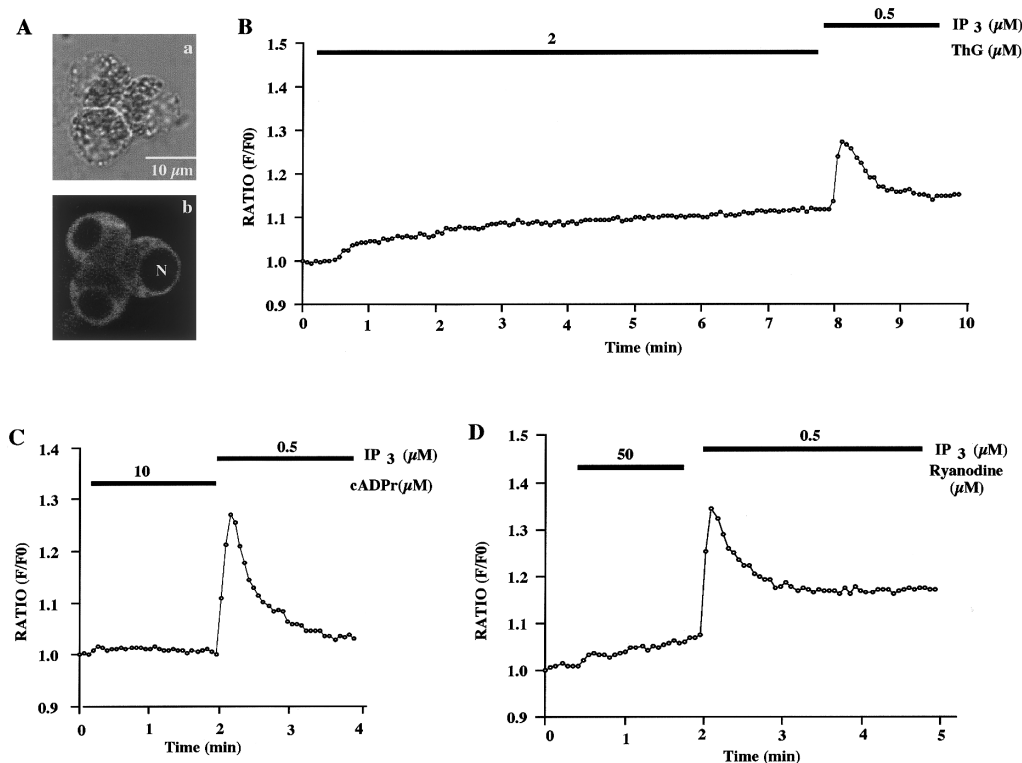 A
a
10 µm
b
N
B
2
0.5
IP 3 (µM)
ThG (µM)
1.5
1.4
1.3
1.2
1.1
1.0
0.9
RATIO (F/F0)
0 1 2 3 4 5 6 7 8 9 10
Time (min)
C
10
0.5
IP 3 (µM)
cADPr(µM)
1.4
1.3
1.2
1.1
1.0
0.9
RATIO (F/F0)
0 1 2 3 4
Time (min)
D
50
0.5
IP 3 (µM)
Ryanodine
(µM)
1.5
1.4
1.3
1.2
1.1
1.0
0.9
RATIO (F/F0)
0 1 2 3 4 5
Time (min)